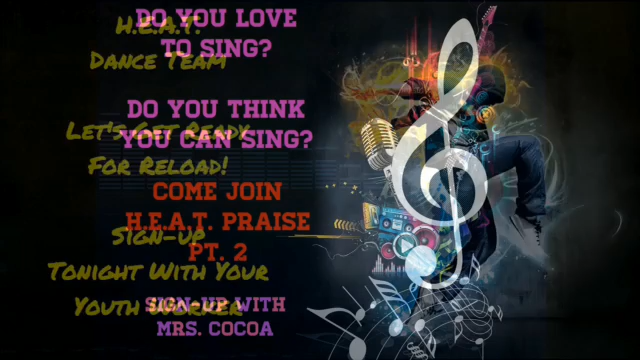 DO YOU LOVE
TO SING?
DO YOU THINK
YOU CAN SING?
COME JOIN
H.E.A.T. PRAISE
PT. 2
SIGN-UP WITH
MRS. COCOA
H.E.A.T.
DANCE TEAM
LET'S GET READY
FOR RELOAD!
SIGN-UP
TONIGHT WITH YOUR
YOUTH WORKER